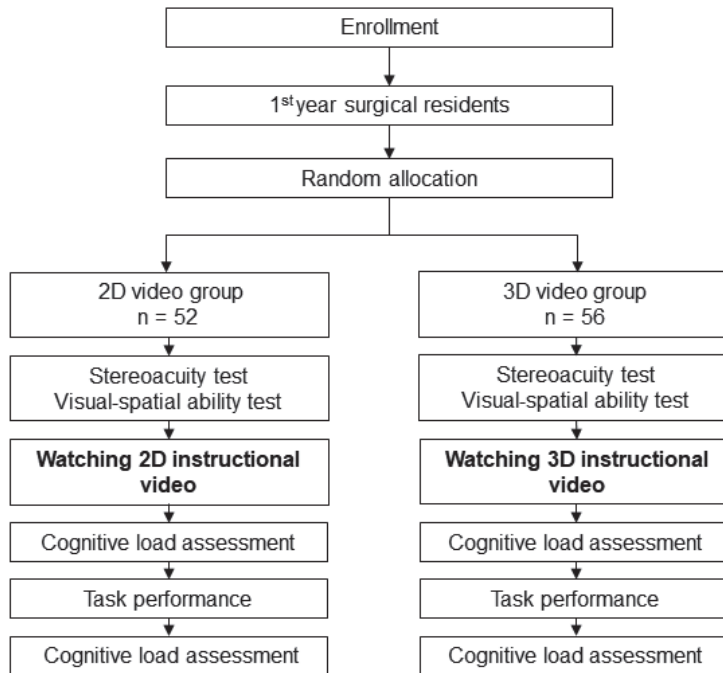 Enrollment
1st year surgical residents
Random allocation
2D video group
n = 52
Stereoacuity test
Visual-spatial ability test
Watching 2D instructional
video
Cognitive load assessment
Task performance
Cognitive load assessment
3D video group
n = 56
Stereoacuity test
Visual-spatial ability test
Watching 3D instructional
video
Cognitive load assessment
Task performance
Cognitive load assessment